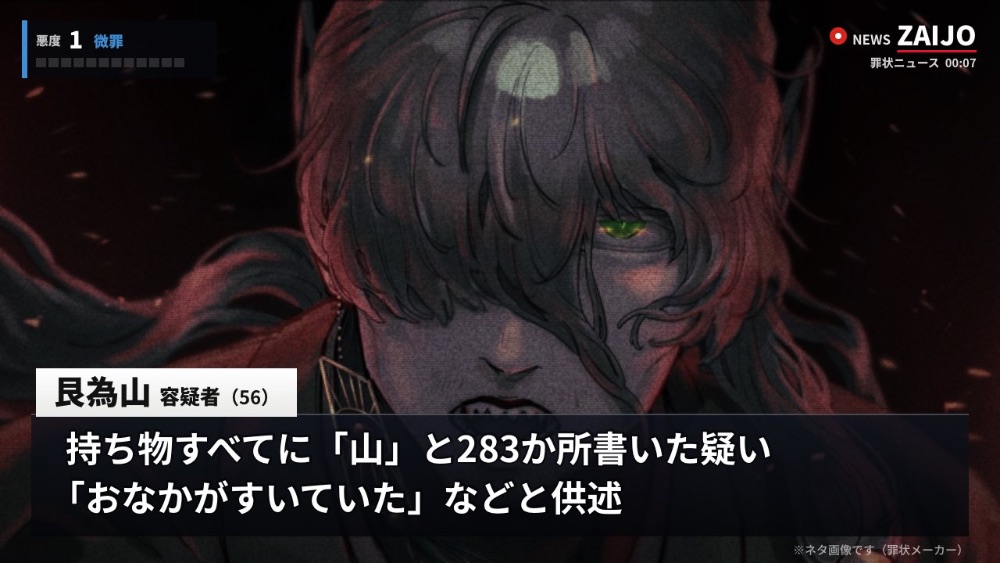 悪度 1 微罪
NEWS ZAIJO
罪状ニュース 00:07
艮為山 容疑者（56）
持ち物すべてに「山」と283か所書いた疑い
「おなかがすいていた」などと供述
※ネタ画像です（罪状メーカー）